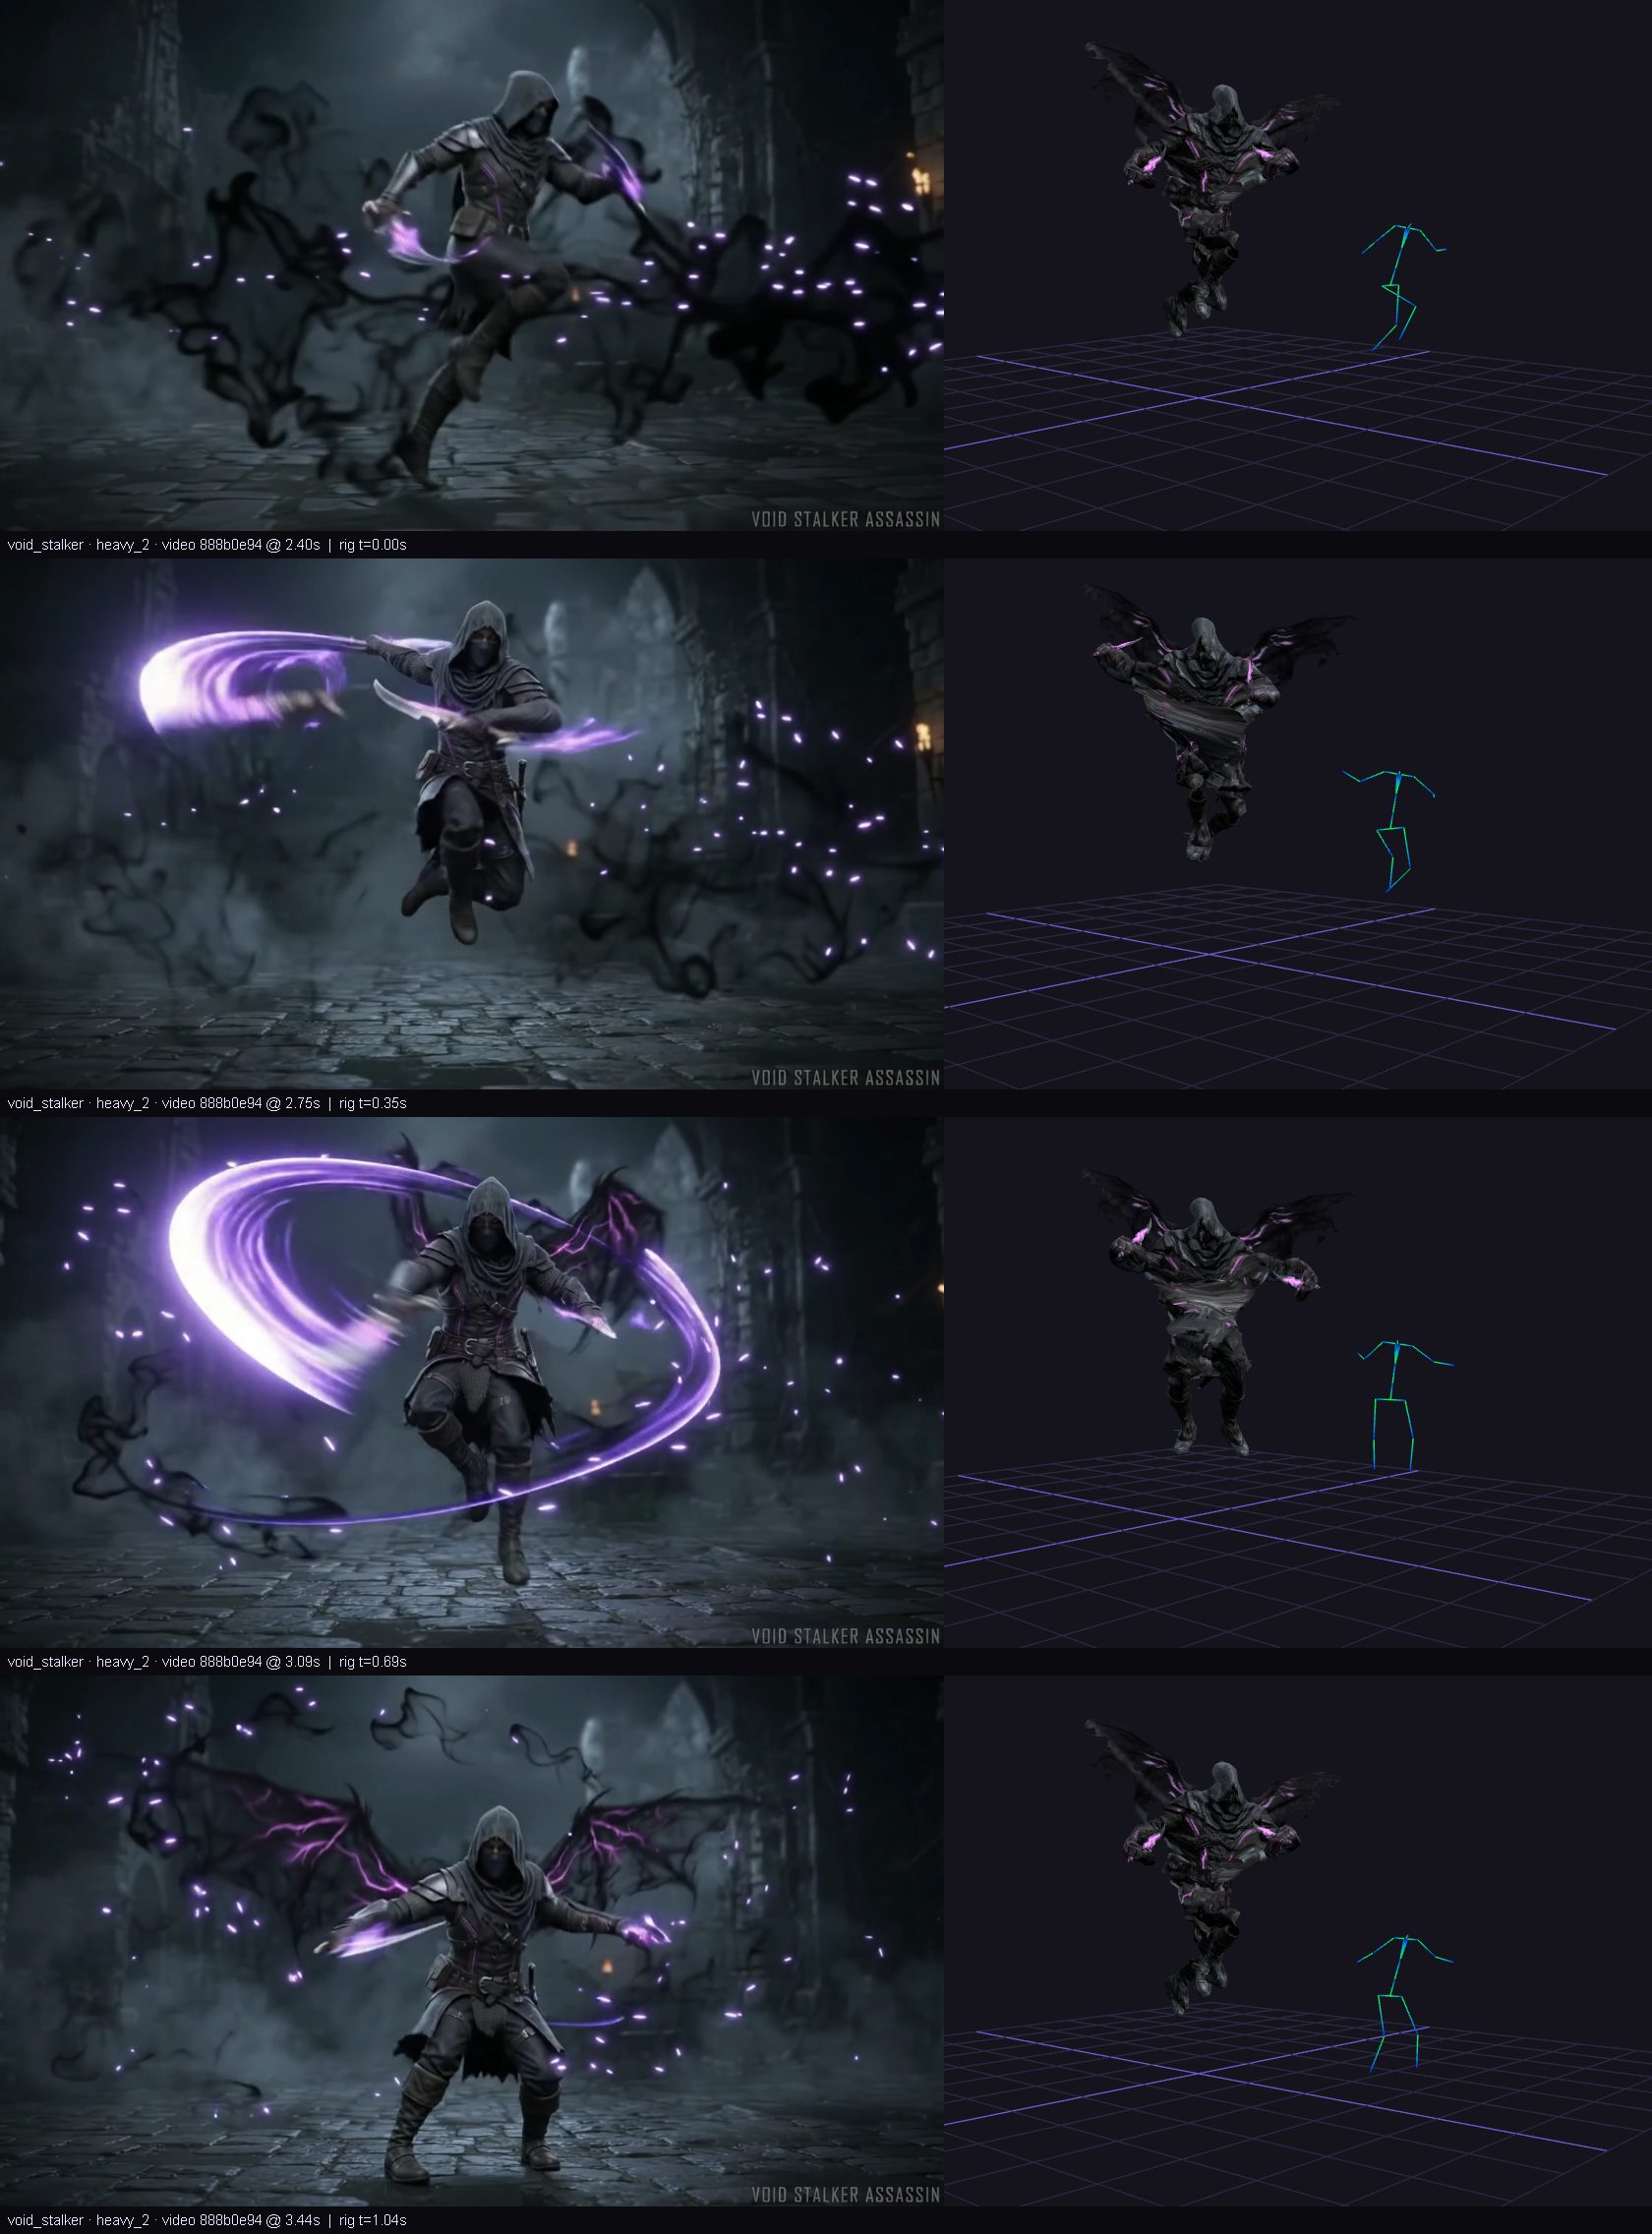 VOID STALKER ASSASSIN
void_stalker · heavy_2 · video 888b0e94 @ 2.40s | rig t=0.00s
VOID STALKER ASSASSIN
void_stalker · heavy_2 · video 888b0e94 @ 2.75s | rig t=0.35s
VOID STALKER ASSASSIN
void_stalker · heavy_2 · video 888b0e94 @ 3.09s | rig t=0.69s
VOID STALKER ASSASSIN
void_stalker · heavy_2 · video 888b0e94 @ 3.44s | rig t=1.04s